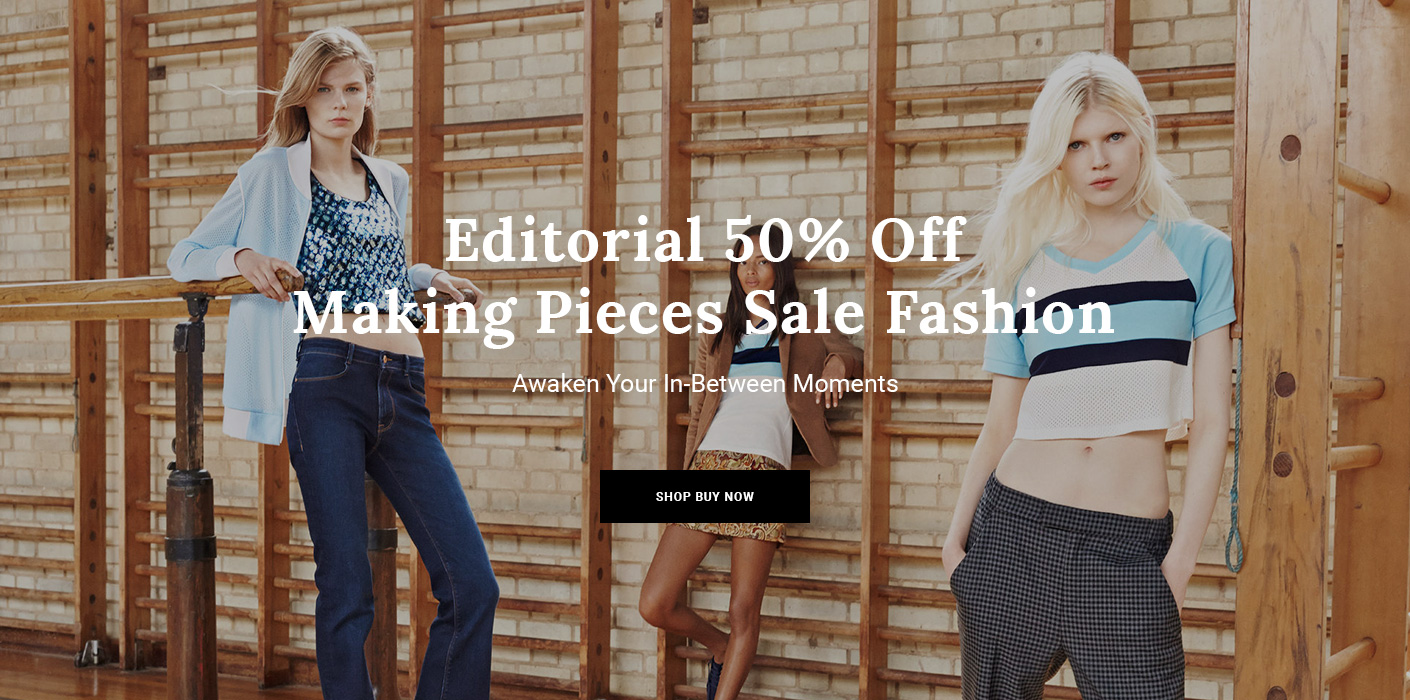 Editorial 50% Off
Making Pieces Sale Fashion
Awaken Your In-Between Moments
SHOP BUY NOW